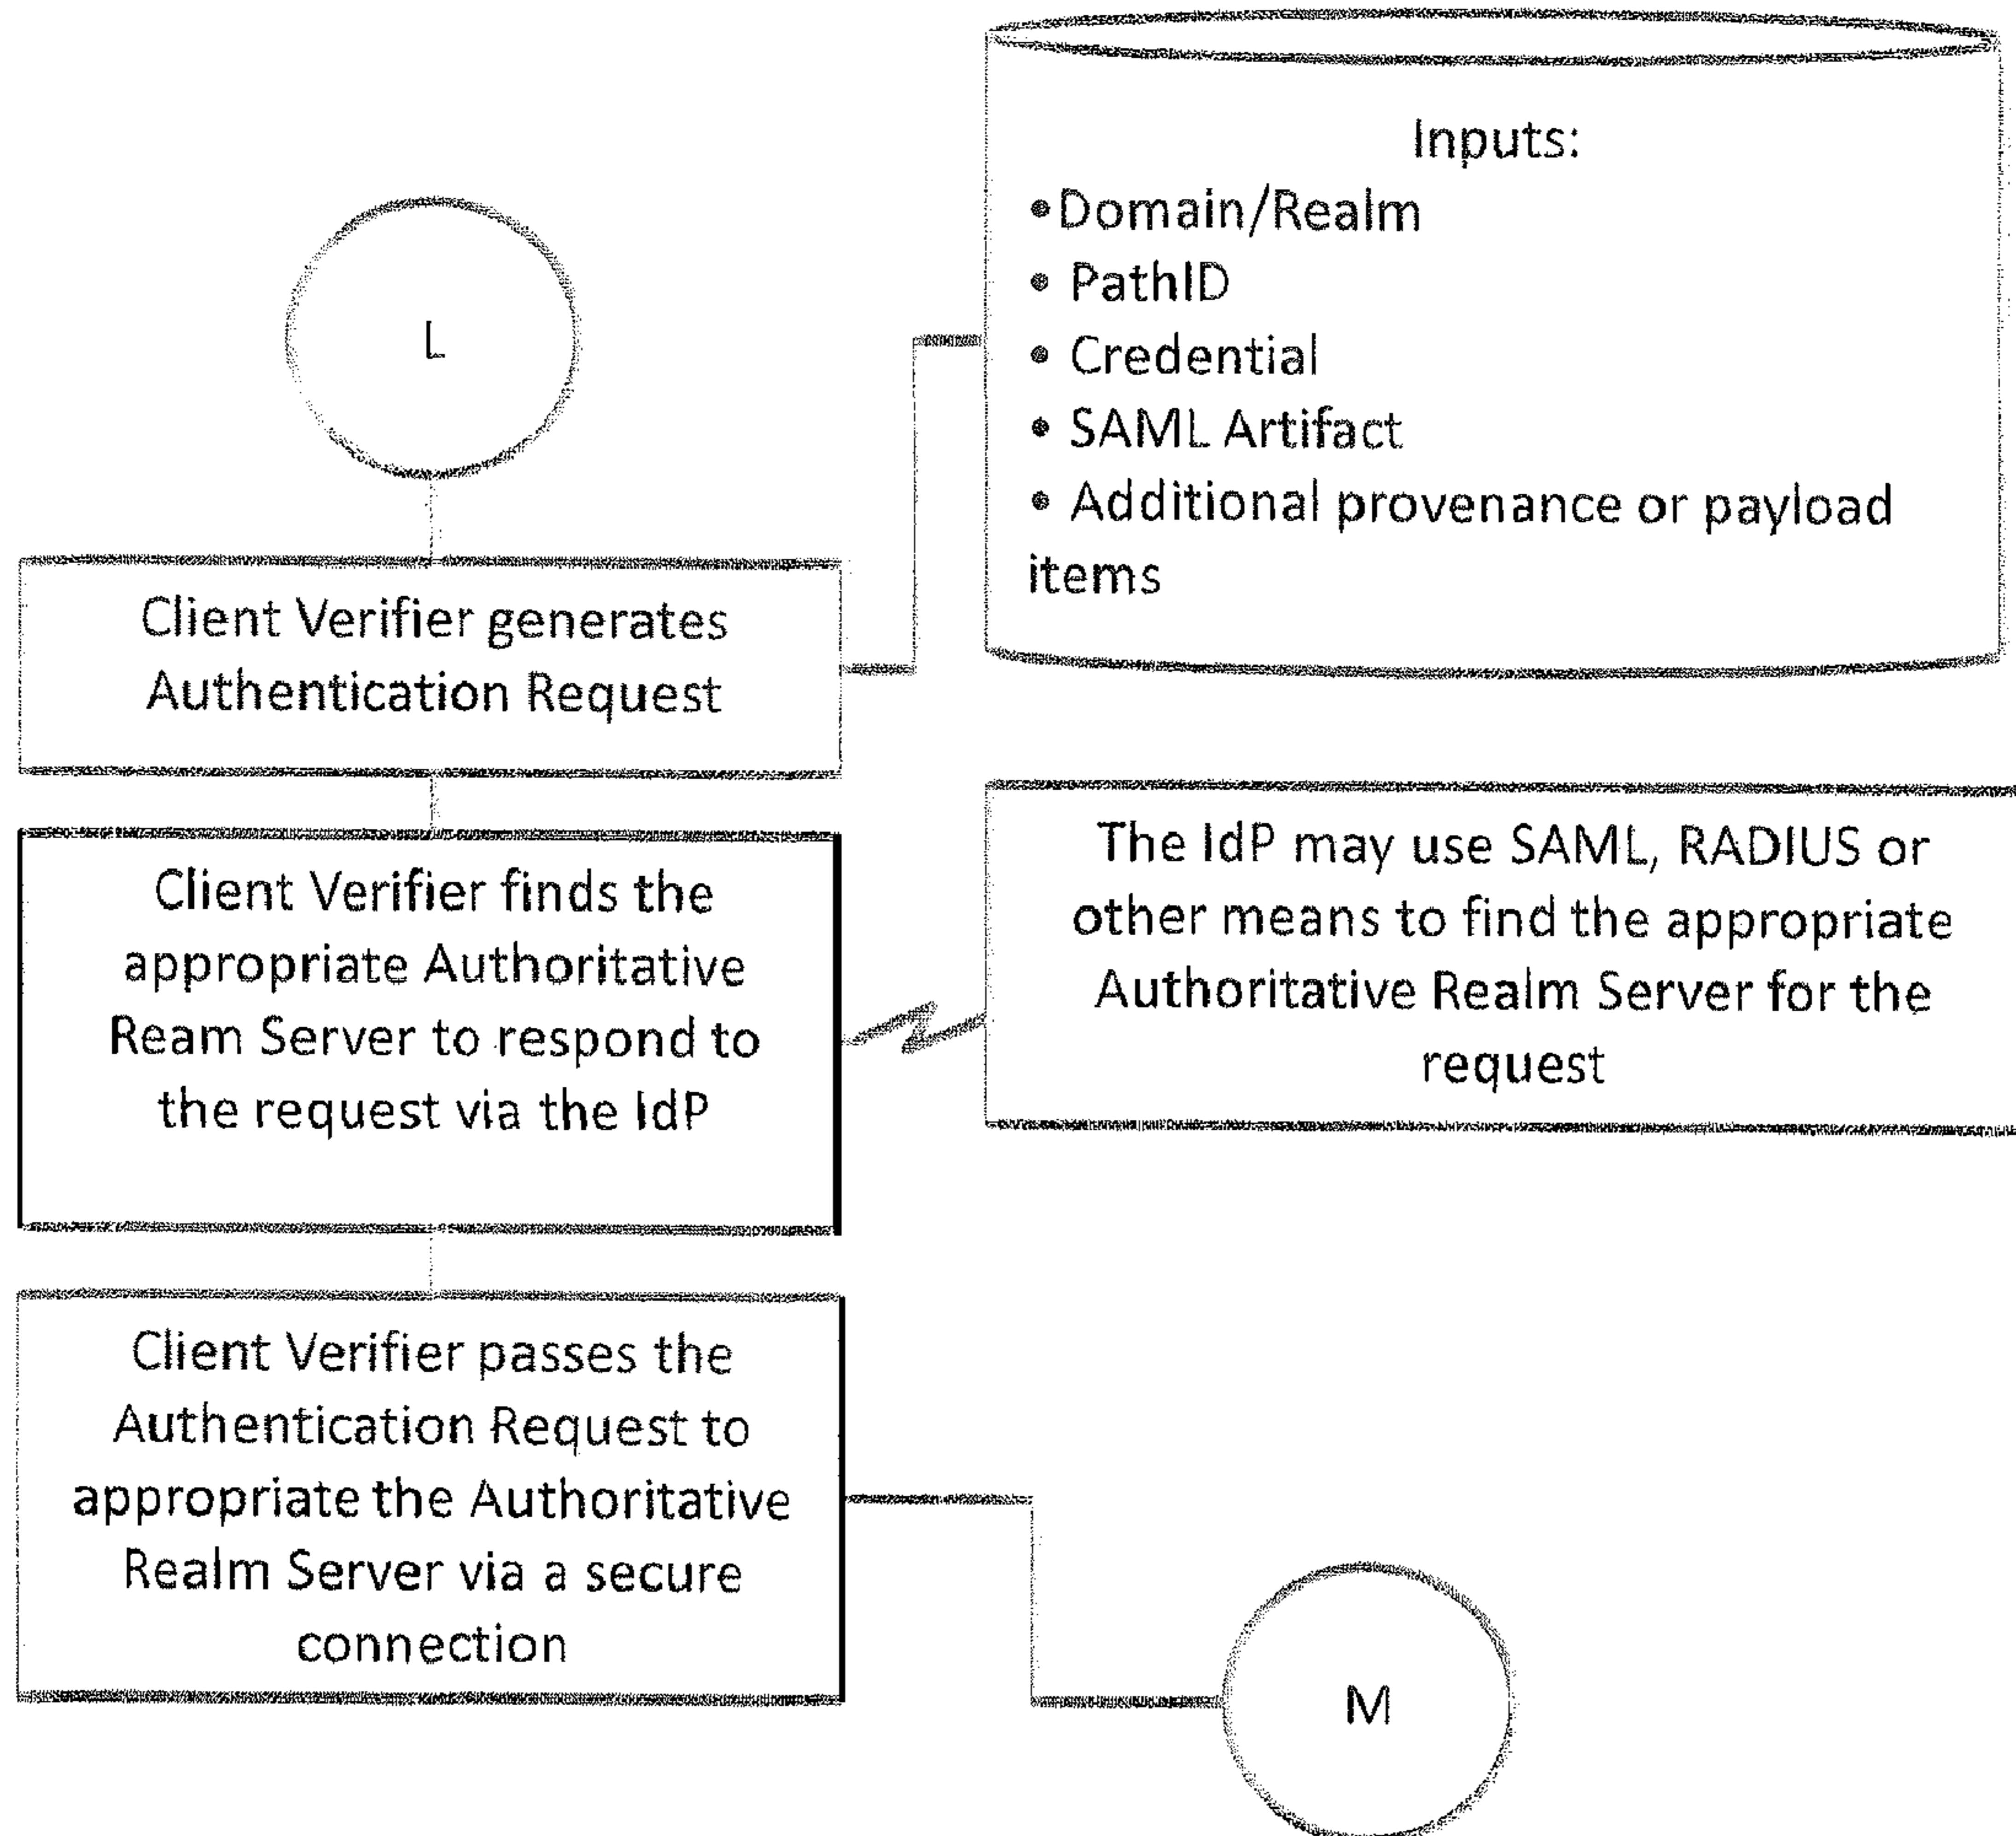 L
Inputs:
•Domain/Realm
• PathID
• Credential
• SAML Artifact
• Additional provenance or payload
items
Client Verifier generates
Authentication Request
Client Verifier finds the
appropriate Authoritative
Ream Server to respond to
the request via the IdP
The IdP may use SAML, RADIUS or
other means to find the appropriate
Authoritative Realm Server for the
request
Client Verifier passes the
Authentication Request to
appropriate the Authoritative
Realm Server via a secure
connection
M